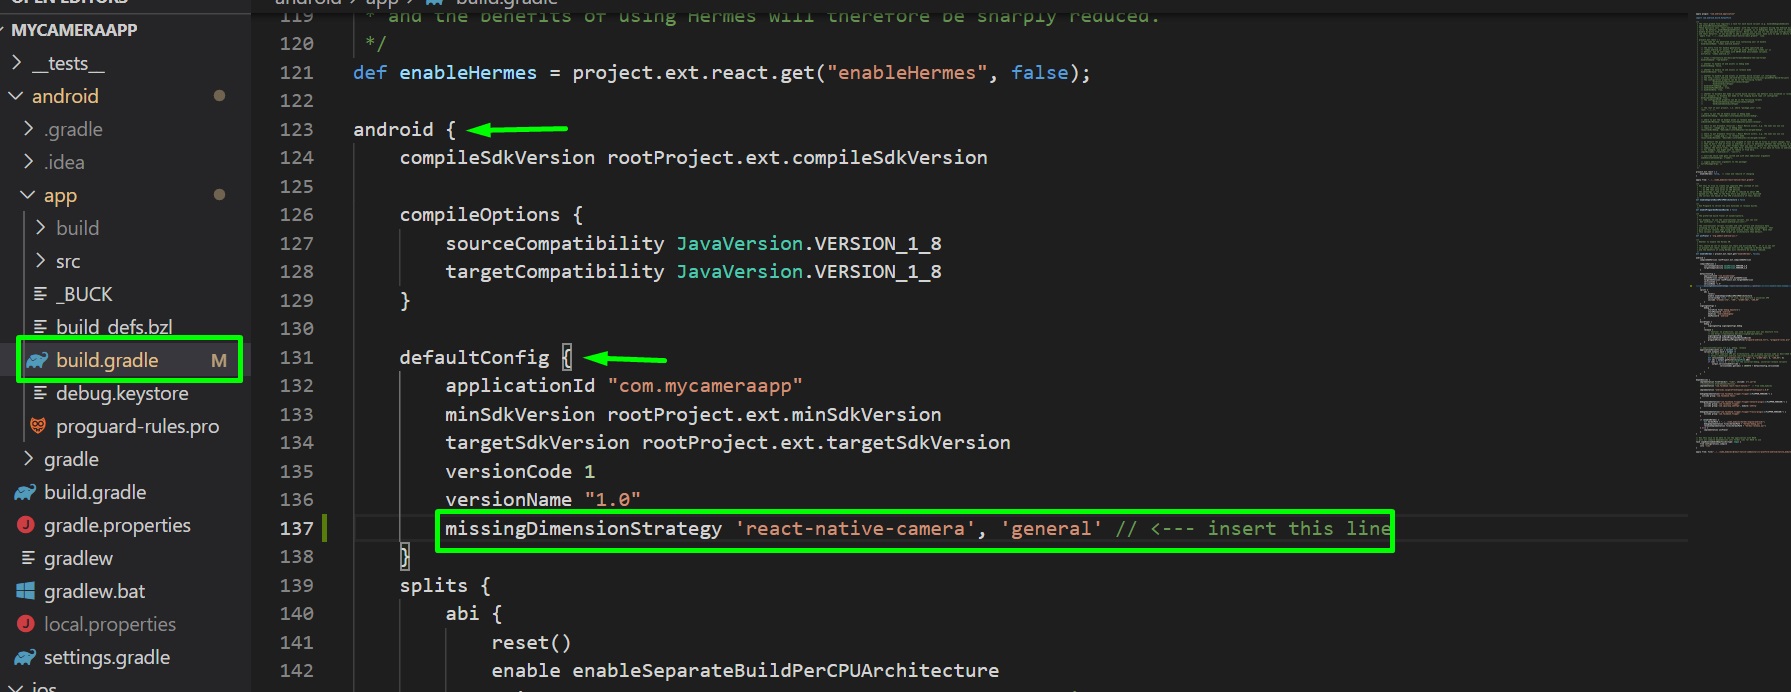 OPEN EDITORS
MYCAMERAAPP
__tests__
android
.gradle
.idea
app
build
src
_BUCK
build_defs.bzl
build.gradle M
debug.keystore
proguard-rules.pro
gradle
build.gradle
gradle.properties
gradlew
gradlew.bat
local.properties
settings.gradle
ios
android > app > build.gradle
119 * and the benefits of using Hermes will therefore be sharply reduced.
120 */
121 def enableHermes = project.ext.react.get("enableHermes", false);
122
123 android {
124 compileSdkVersion rootProject.ext.compileSdkVersion
125
126 compileOptions {
127 sourceCompatibility JavaVersion.VERSION_1_8
128 targetCompatibility JavaVersion.VERSION_1_8
129 }
130
131 defaultConfig {
132 applicationId "com.mycameraapp"
133 minSdkVersion rootProject.ext.minSdkVersion
134 targetSdkVersion rootProject.ext.targetSdkVersion
135 versionCode 1
136 versionName "1.0"
137 missingDimensionStrategy 'react-native-camera', 'general' // <--- insert this line
138 }
139 splits {
140 abi {
141 reset()
142 enable enableSeparateBuildPerCPUArchitecture